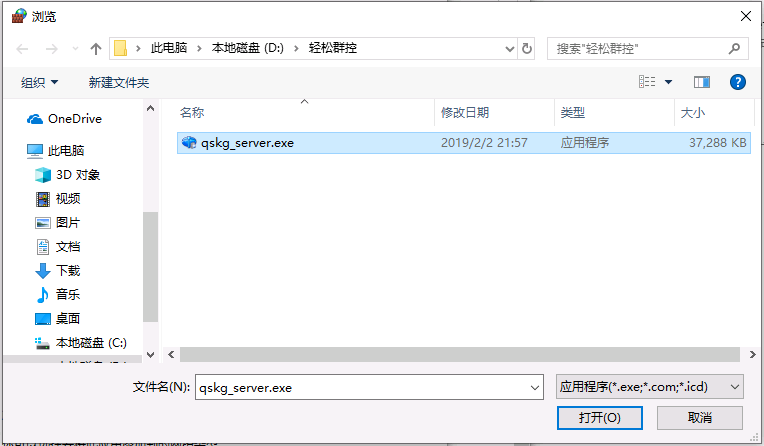 浏览
此电脑 › 本地磁盘 (D:) › 轻松群控
搜索"轻松群控"
组织 新建文件夹
名称 修改日期 类型 大小
qskg_server.exe 2019/2/2 21:57 应用程序 37,288 KB
OneDrive
此电脑
3D 对象
视频
图片
文档
下载
音乐
桌面
本地磁盘 (C:)
文件名(N): qskg_server.exe 应用程序(*.exe;*.com;*.icd)
打开(O) 取消